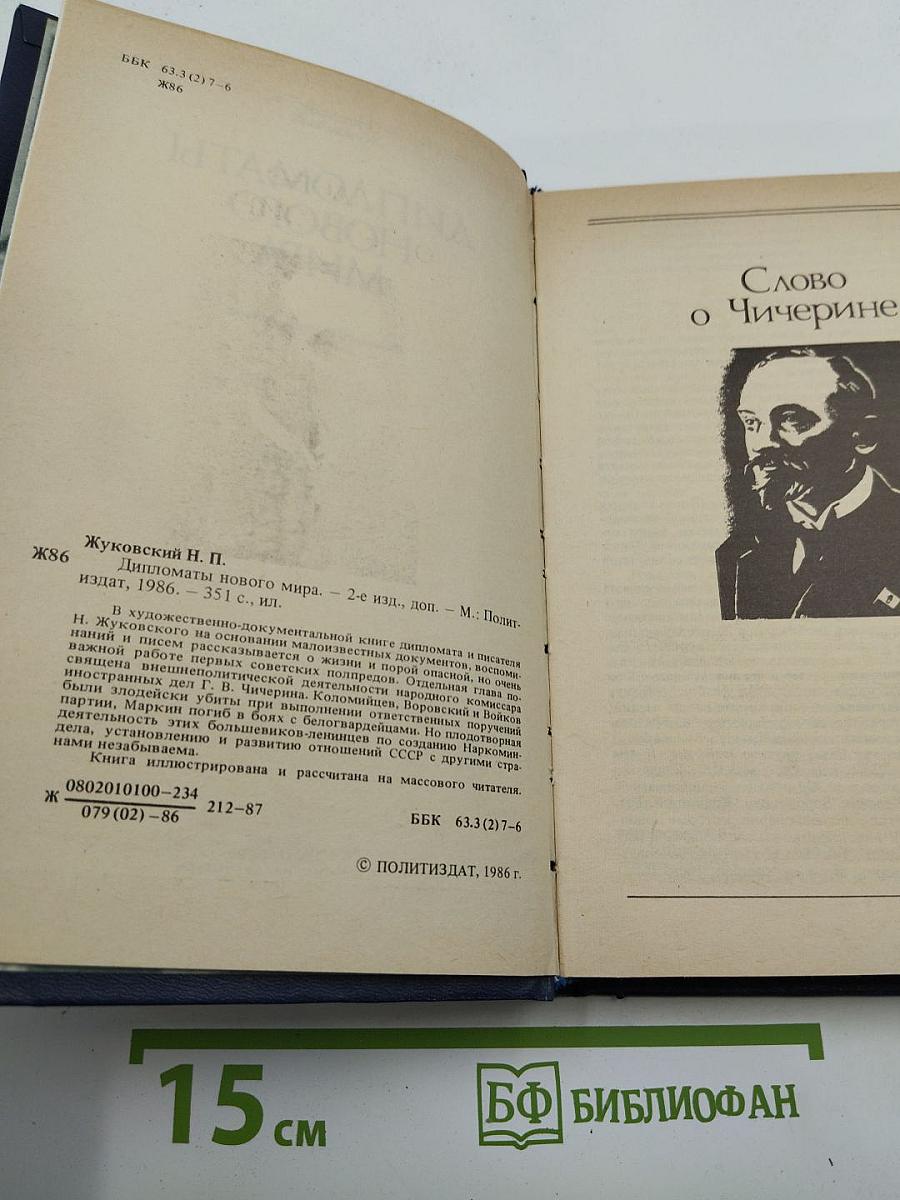 ББК 63.3(2)7-6
Ж86
Жуковский Н. П.
Ж86 Дипломаты нового мира. — 2-е изд., доп. — М.: Полит-
издат, 1986. — 351 с., ил.
В художественно-документальной книге дипломата и писателя
Н. Жуковского на основании малоизвестных документов, воспоми-
наний и писем рассказывается о жизни и порой опасной, но очень
важной работе первых советских полпредов. Отдельная глава по-
священа внешнеполитической деятельности народного комиссара
иностранных дел Г. В. Чичерина. Коломийцев, Воровский и Войков
были злодейски убиты при выполнении ответственных поручений
партии, Маркин погиб в боях с белогвардейцами. Но плодотворная
деятельность этих большевиков-ленинцев по созданию Наркомин-
дела, установлению и развитию отношений СССР с другими стра-
нами незабываема.
Книга иллюстрирована и рассчитана на массового читателя.
Ж 0802010100—234
079(02)—86
212—87
ББК 63.3(2)7-6
© ПОЛИТИЗДАТ, 1986 г.
Слово
о Чичерине
15 см
БФ БИБЛИОФАН